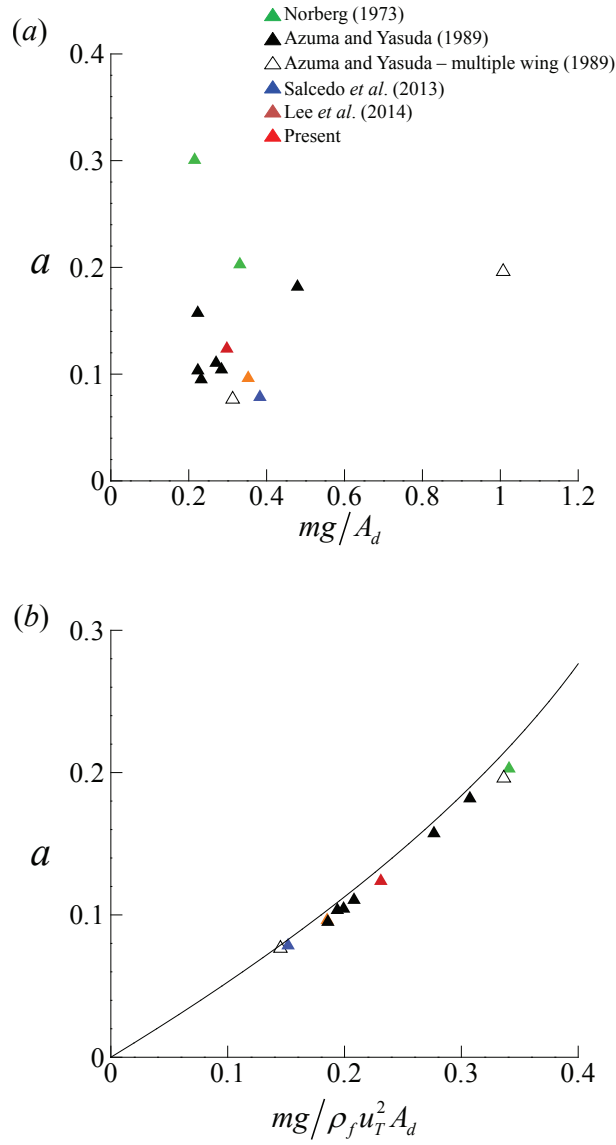 (a)
Norberg (1973)
Azuma and Yasuda (1989)
Azuma and Yasuda – multiple wing (1989)
Salcedo et al. (2013)
Lee et al. (2014)
Present
0.4
0.3
a
0.2
0.1
0
0 0.2 0.4 0.6 0.8 1 1.2
mg/A_d
(b)
0.3
0.2
a
0.1
0
0 0.1 0.2 0.3 0.4
mg/ρ_f u_T^2 A_d